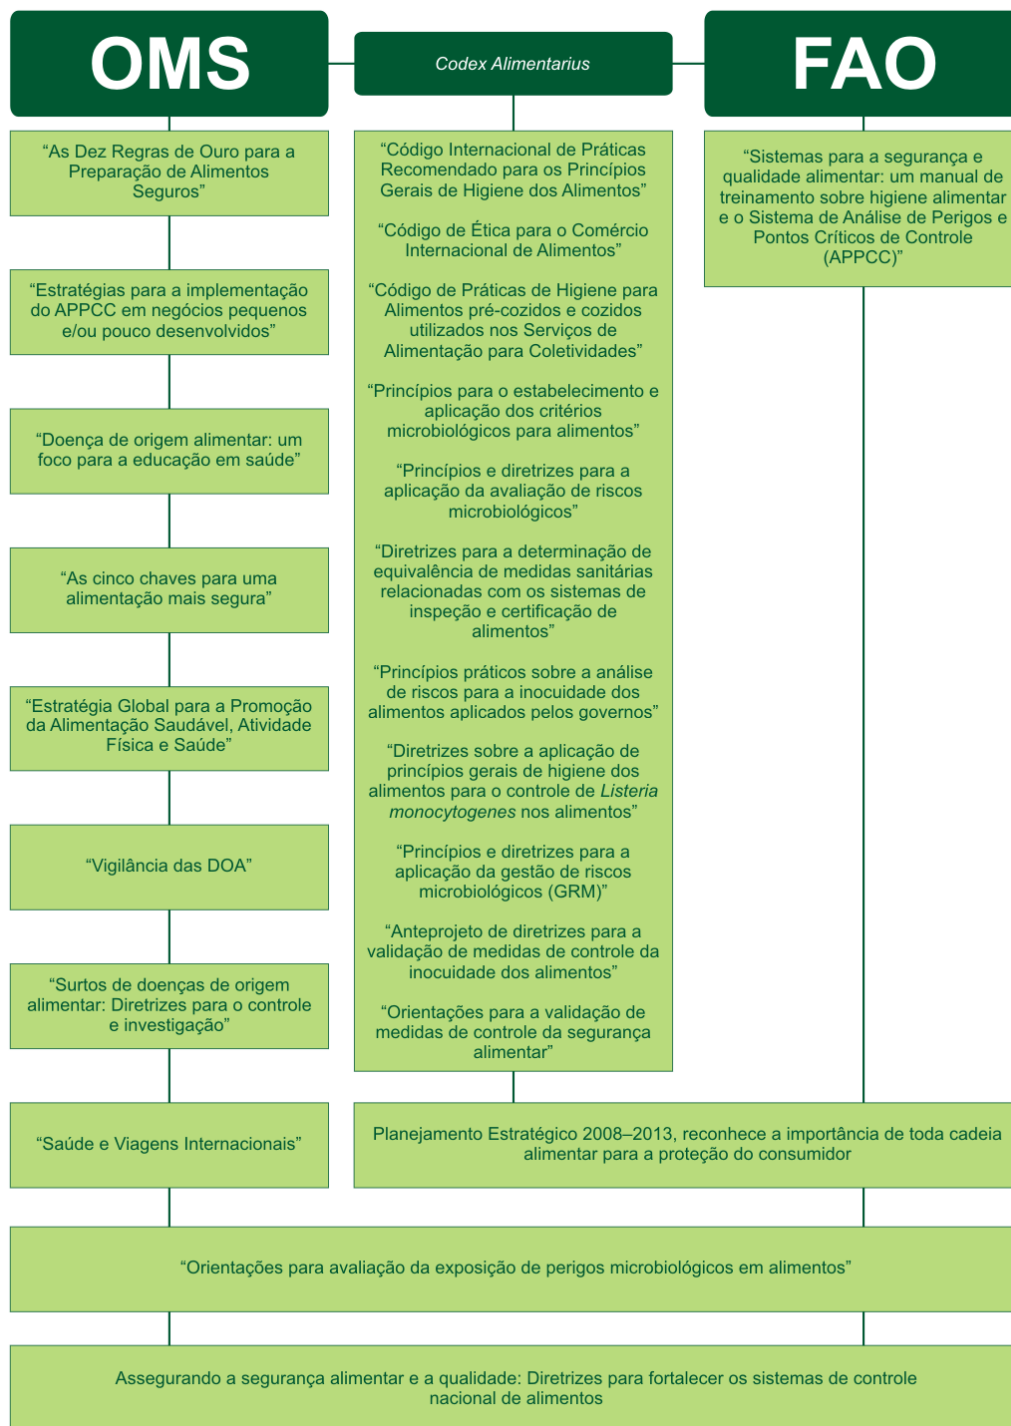 OMS
Codex Alimentarius
FAO
“As Dez Regras de Ouro para a
Preparação de Alimentos
Seguros”
“Estratégias para a implementação
do APPCC em negócios pequenos
e/ou pouco desenvolvidos”
“Doença de origem alimentar: um
foco para a educação em saúde”
“As cinco chaves para uma
alimentação mais segura”
“Estratégia Global para a Promoção
da Alimentação Saudável, Atividade
Física e Saúde”
“Vigilância das DOA”
“Surtos de doenças de origem
alimentar: Diretrizes para o controle
e investigação”
“Saúde e Viagens Internacionais”
“Código Internacional de Práticas
Recomendado para os Princípios
Gerais de Higiene dos Alimentos”
“Código de Ética para o Comércio
Internacional de Alimentos”
“Código de Práticas de Higiene para
Alimentos pré-cozidos e cozidos
utilizados nos Serviços de
Alimentação para Coletividades”
“Princípios para o estabelecimento e
aplicação dos critérios
microbiológicos para alimentos”
“Princípios e diretrizes para a
aplicação da avaliação de riscos
microbiológicos”
“Diretrizes para a determinação de
equivalência de medidas sanitárias
relacionadas com os sistemas de
inspeção e certificação de
alimentos”
“Princípios práticos sobre a análise
de riscos para a inocuidade dos
alimentos aplicados pelos governos”
“Diretrizes sobre a aplicação de
princípios gerais de higiene dos
alimentos para o controle de Listeria
monocytogenes nos alimentos”
“Princípios e diretrizes para a
aplicação da gestão de riscos
microbiológicos (GRM)”
“Anteprojeto de diretrizes para a
validação de medidas de controle da
inocuidade dos alimentos”
“Orientações para a validação de
medidas de controle da segurança
alimentar”
“Sistemas para a segurança e
qualidade alimentar: um manual de
treinamento sobre higiene alimentar
e o Sistema de Análise de Perigos e
Pontos Críticos de Controle
(APPCC)”
Planejamento Estratégico 2008–2013, reconhece a importância de toda cadeia
alimentar para a proteção do consumidor
“Orientações para avaliação da exposição de perigos microbiológicos em alimentos”
Assegurando a segurança alimentar e a qualidade: Diretrizes para fortalecer os sistemas de controle
nacional de alimentos